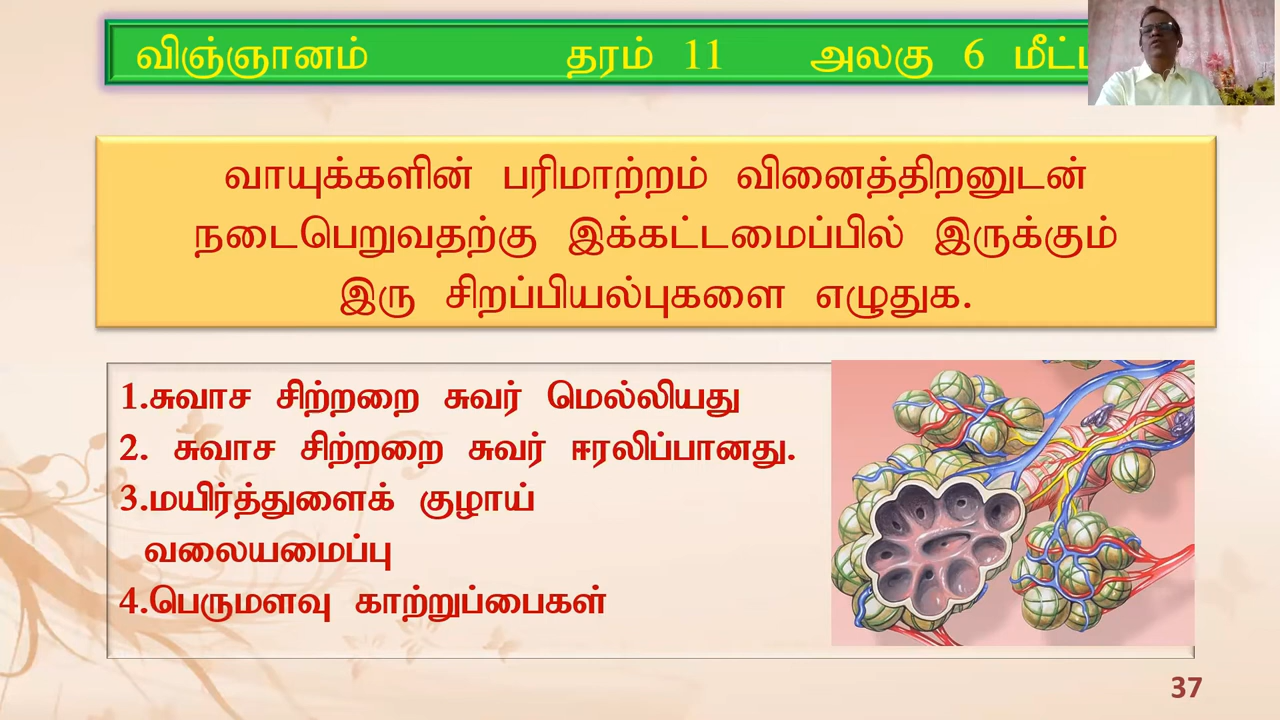 விஞ்ஞானம் தரம் 11 அலகு 6
வாயுக்களின் பரிமாற்றம் வினைத்திறனுடன்
நடைபெறுவதற்கு இக்கட்டமைப்பில் இருக்கும்
இரு சிறப்பியல்புகளை எழுதுக.
1.சுவாச சிற்றறை சுவர் மெல்லியது
2. சுவாச சிற்றறை சுவர் ஈரலிப்பானது.
3.மயிர்த்துளைக் குழாய்
வலையமைப்பு
4.பெருமளவு காற்றுப்பைகள்
37